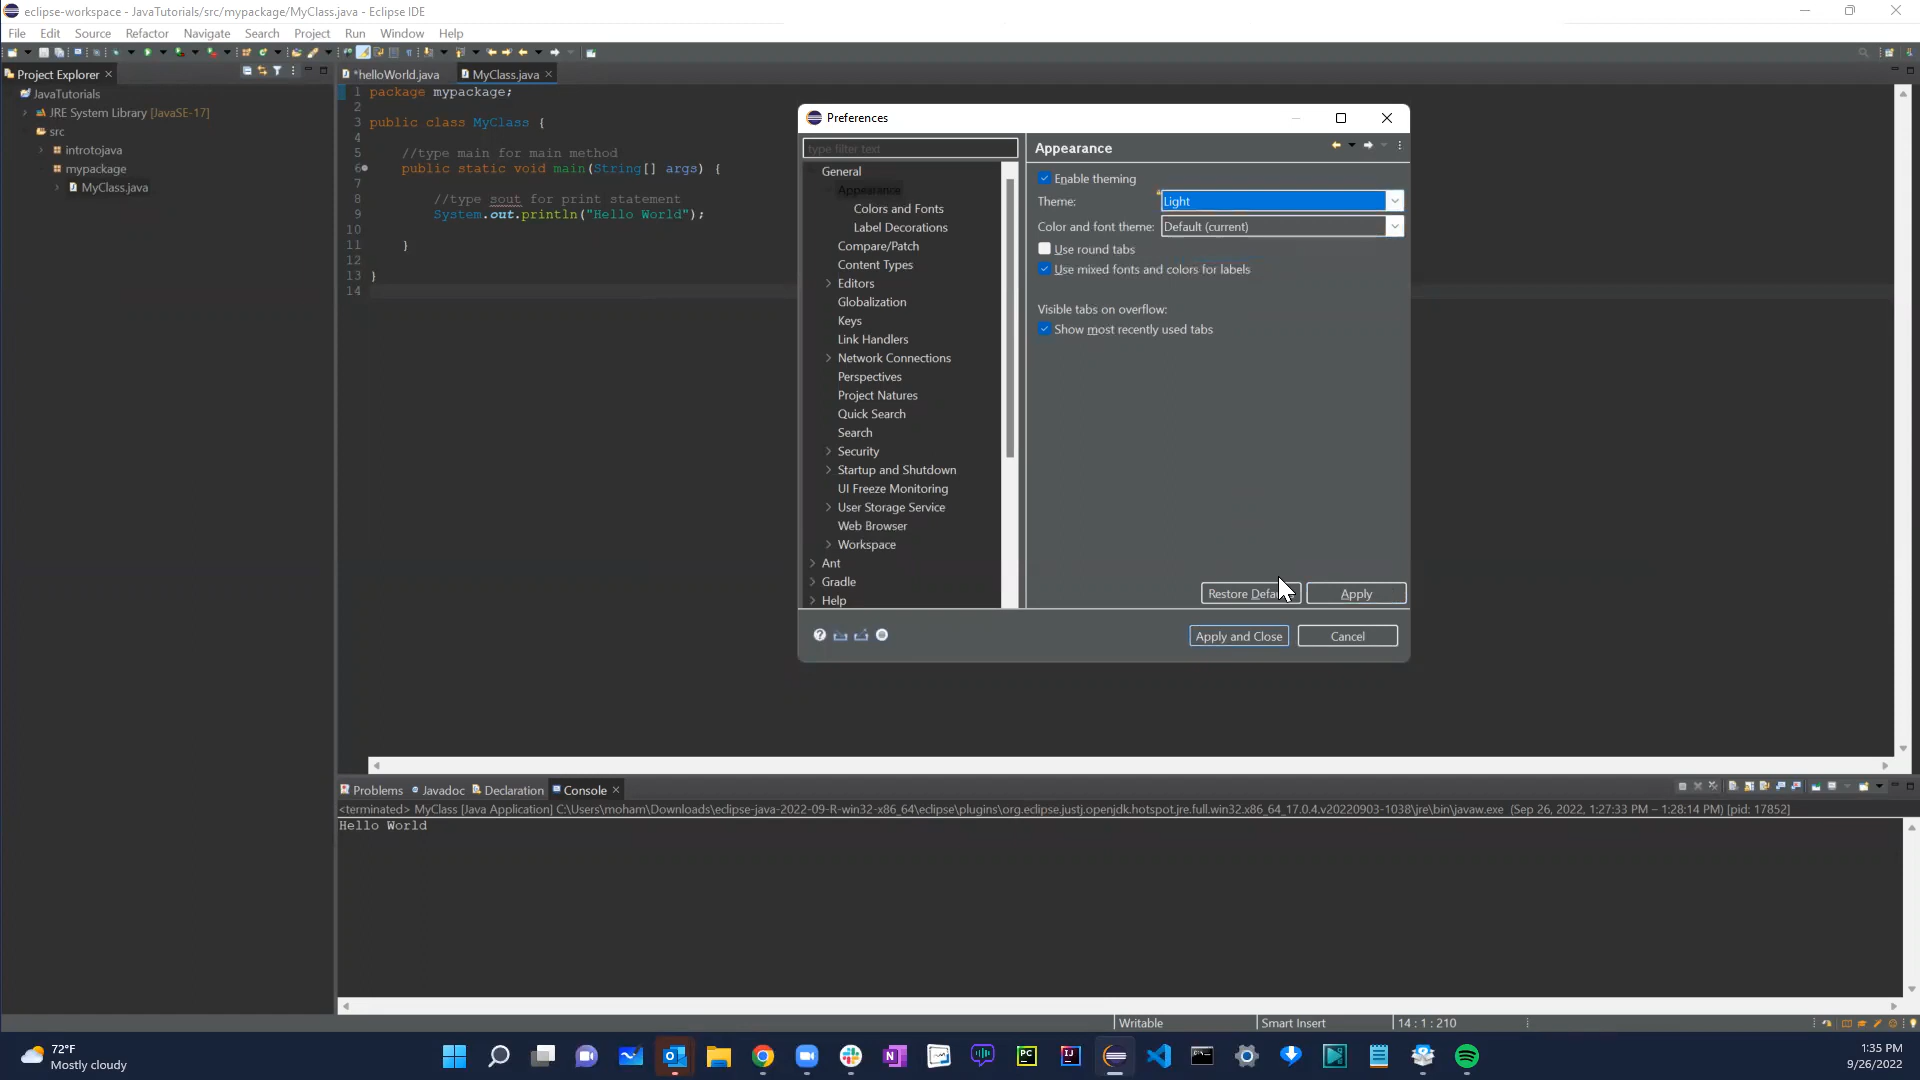 eclipse-workspace - JavaTutorials/src/mypackage/MyClass.java - Eclipse IDE
File Edit Source Refactor Navigate Search Project Run Window Help
Project Explorer
*helloWorld.java MyClass.java
JavaTutorials
JRE System Library [JavaSE-17]
src
introtojava
mypackage
MyClass.java
1 package mypackage;
2
3 public class MyClass {
4
5 //type main for main method
6 public static void main(String[] args) {
7
8 //type sout for print statement
9 System.out.println("Hello World");
10
11 }
12
13 }
14
Preferences
type filter text
General
Appearance
Colors and Fonts
Label Decorations
Compare/Patch
Content Types
Editors
Globalization
Keys
Link Handlers
Network Connections
Perspectives
Project Natures
Quick Search
Search
Security
Startup and Shutdown
UI Freeze Monitoring
User Storage Service
Web Browser
Workspace
Ant
Gradle
Help
Appearance
Enable theming
Theme: Light
Color and font theme: Default (current)
Use round tabs
Use mixed fonts and colors for labels
Visible tabs on overflow:
Show most recently used tabs
Restore Apply
Apply and Close Cancel
Problems Javadoc Declaration Console
<terminated> MyClass [Java Application] C:\Users\moham\Downloads\eclipse-java-2022-09-R-win32-x86_64\eclipse\plugins\org.eclipse.justj.openjdk.hotspot.jre.full.win32.x86_64_17.0.4.v20220903-1038\jre\bin\javaw.exe (Sep 26, 2022, 1:27:33 PM – 1:28:14 PM) [pid: 17852]
Hello World
Writable Smart Insert 14 : 1 : 210
72°F
Mostly cloudy
PC IJ
1:35 PM
9/26/2022